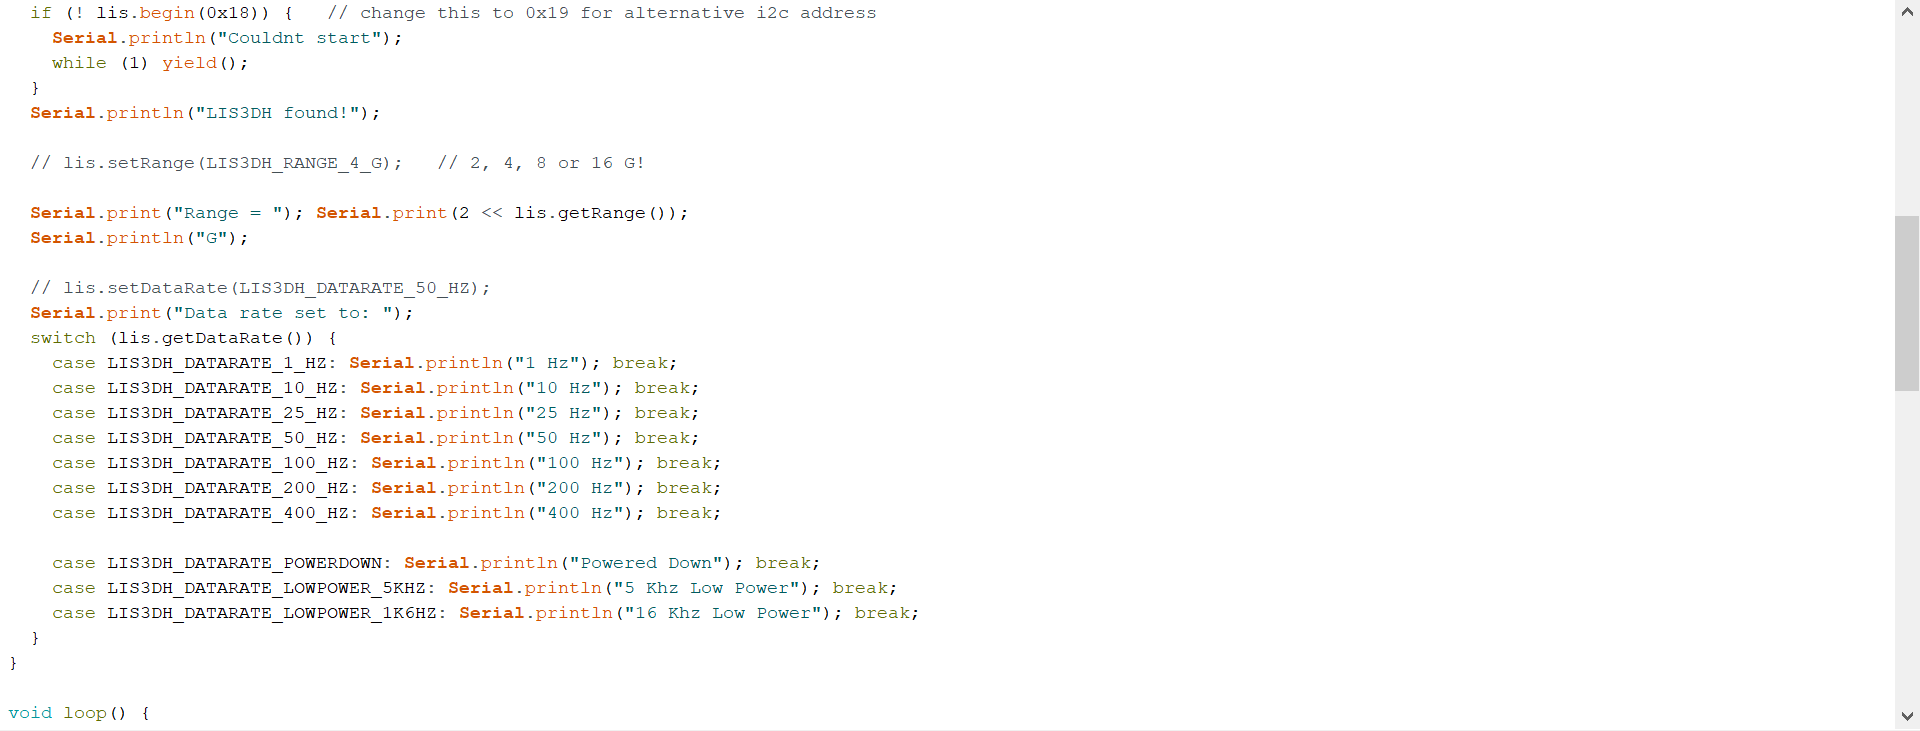 if (! lis.begin(0x18)) {   // change this to 0x19 for alternative i2c address
Serial.println("Couldnt start");
while (1) yield();
}
Serial.println("LIS3DH found!");
// lis.setRange(LIS3DH_RANGE_4_G);   // 2, 4, 8 or 16 G!
Serial.print("Range = "); Serial.print(2 << lis.getRange());
Serial.println("G");
// lis.setDataRate(LIS3DH_DATARATE_50_HZ);
Serial.print("Data rate set to: ");
switch (lis.getDataRate()) {
case LIS3DH_DATARATE_1_HZ: Serial.println("1 Hz"); break;
case LIS3DH_DATARATE_10_HZ: Serial.println("10 Hz"); break;
case LIS3DH_DATARATE_25_HZ: Serial.println("25 Hz"); break;
case LIS3DH_DATARATE_50_HZ: Serial.println("50 Hz"); break;
case LIS3DH_DATARATE_100_HZ: Serial.println("100 Hz"); break;
case LIS3DH_DATARATE_200_HZ: Serial.println("200 Hz"); break;
case LIS3DH_DATARATE_400_HZ: Serial.println("400 Hz"); break;
case LIS3DH_DATARATE_POWERDOWN: Serial.println("Powered Down"); break;
case LIS3DH_DATARATE_LOWPOWER_5KHZ: Serial.println("5 Khz Low Power"); break;
case LIS3DH_DATARATE_LOWPOWER_1K6HZ: Serial.println("16 Khz Low Power"); break;
}
}
void loop() {